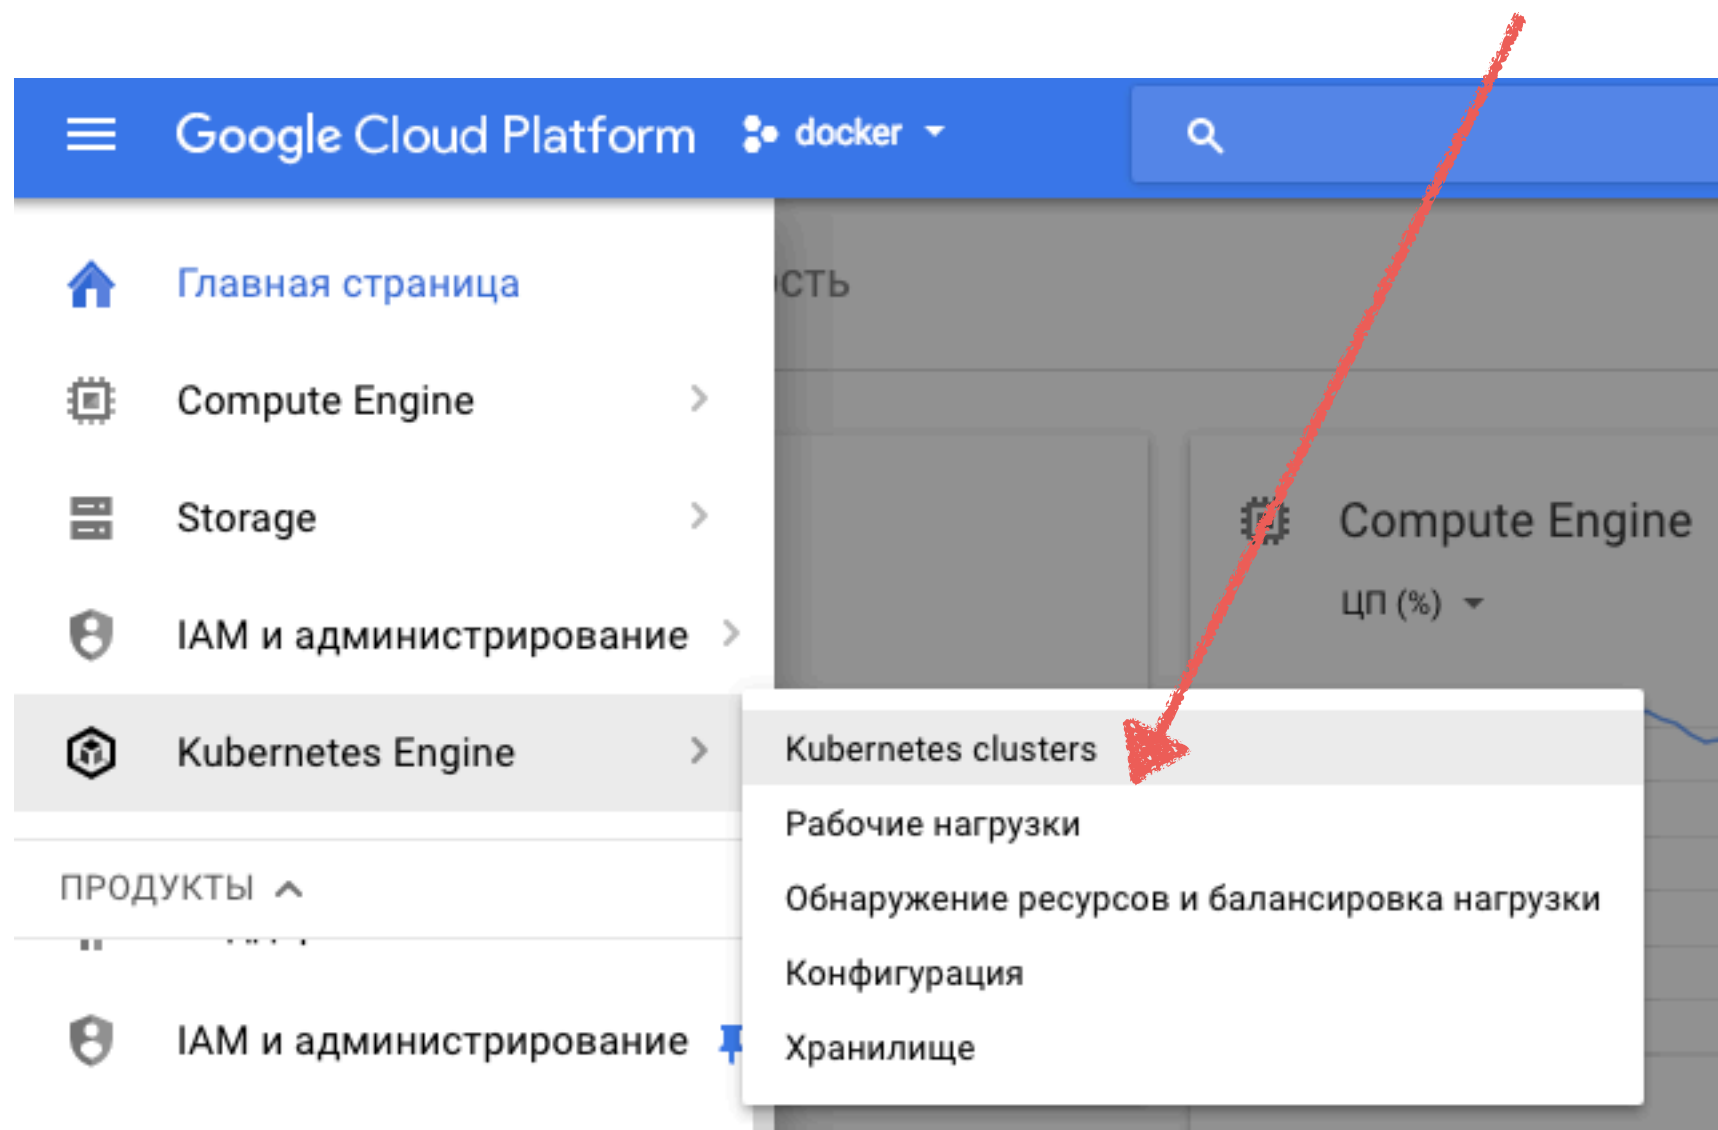 Google Cloud Platform docker
Главная страница
Compute Engine
Storage
IAM и администрирование
Kubernetes Engine
ПРОДУКТЫ
IAM и администрирование
ость
Compute Engine
ЦП (%)
Kubernetes clusters
Рабочие нагрузки
Обнаружение ресурсов и балансировка нагрузки
Конфигурация
Хранилище